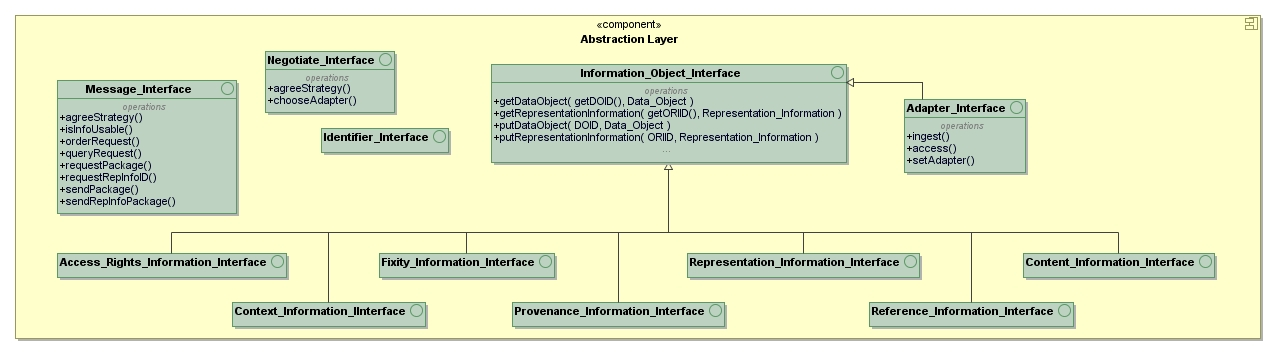 «component»
Abstraction Layer
Message_Interface
operations
+agreeStrategy()
+isInfoUsable()
+orderRequest()
+queryRequest()
+requestPackage()
+requestRepInfoID()
+sendPackage()
+sendRepInfoPackage()
Negotiate_Interface
operations
+agreeStrategy()
+chooseAdapter()
Identifier_Interface
Information_Object_Interface
operations
+getDataObject( getDOID(), Data_Object )
+getRepresentationInformation( getORIID(), Representation_Information )
+putDataObject( DOID, Data_Object )
+putRepresentationInformation( ORIID, Representation_Information )
...
Adapter_Interface
operations
+ingest()
+access()
+setAdapter()
Access_Rights_Information_Interface
Fixity_Information_Interface
Representation_Information_Interface
Content_Information_Interface
Context_Information_IInterface
Provenance_Information_Interface
Reference_Information_Interface